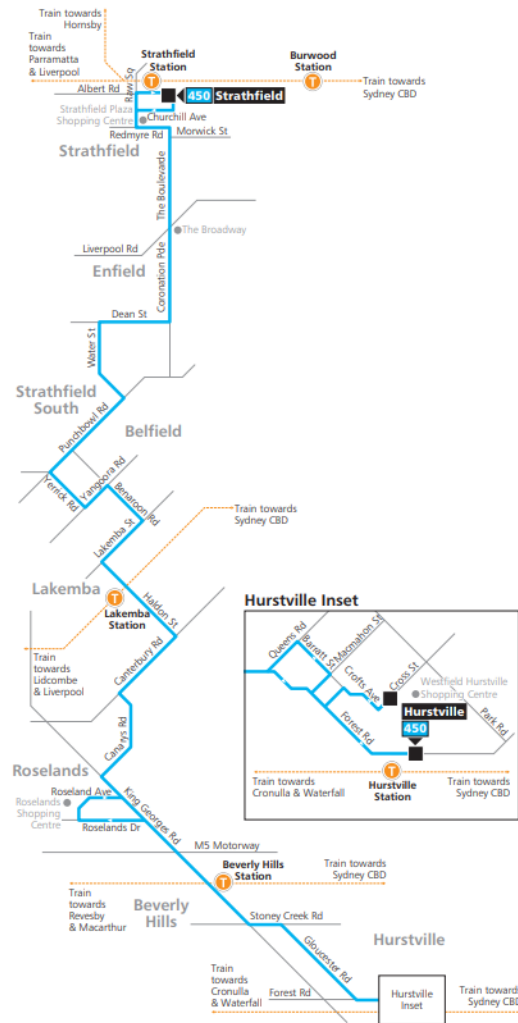 Train towards
Hornsby
Train
towards
Parramatta
& Liverpool
Strathfield
Station
Burwood
Station
Train towards
Sydney CBD
Raw Sq
Albert Rd
450 Strathfield
Strathfield Plaza
Shopping Centre
Churchill Ave
Redmyre Rd
Morwick St
Strathfield
The Boulevarde
The Broadway
Liverpool Rd
Enfield
Coronation Pde
Dean St
Water St
Strathfield
South
Punchbowl Rd
Belfield
Yangoora Rd
Yerrick Rd
Benaroon Rd
Train towards
Sydney CBD
Lakemba St
Lakemba
Haldon St
Lakemba
Station
Train
towards
Lidcombe
& Liverpool
Canterbury Rd
Canarys Rd
Hurstville Inset
Queens Rd
Barratt St
Macmahon St
Crofts Ave
Cross St
Westfield Hurstville
Shopping Centre
Hurstville
450
Park Rd
Forest Rd
Train towards
Cronulla & Waterfall
Hurstville
Station
Train towards
Sydney CBD
Roselands
Roseland Ave
Roselands
Shopping
Centre
Roselands Dr
King Georges Rd
M5 Motorway
Beverly Hills
Station
Train towards
Sydney CBD
Train
towards
Revesby
& Macarthur
Beverly
Hills
Stoney Creek Rd
Hurstville
Gloucester Rd
Train
towards
Cronulla
& Waterfall
Forest Rd
Hurstville
Inset
Train towards
Sydney CBD